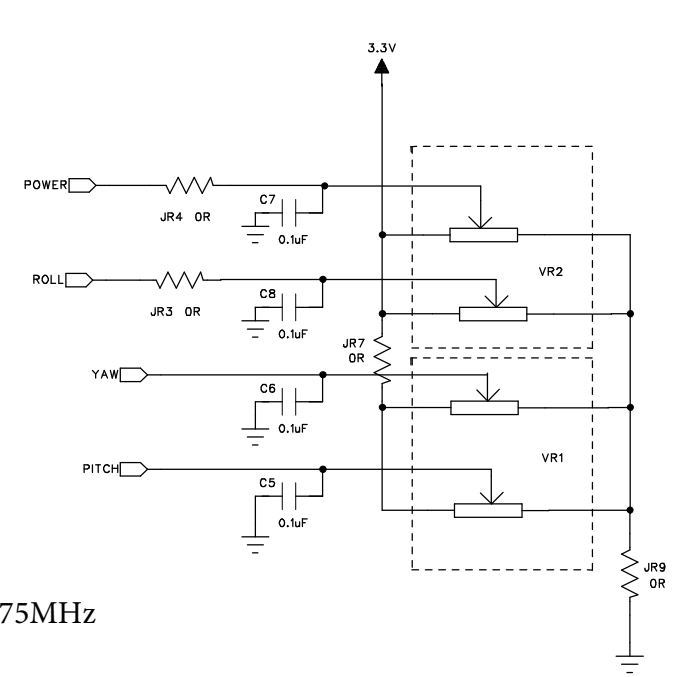 3.3V
POWER
JR4 0R
C7
0.1uF
VR2
ROLL
JR3 0R
C8
0.1uF
JR7
0R
YAW
C6
0.1uF
VR1
PITCH
C5
0.1uF
JR9
0R
75MHz